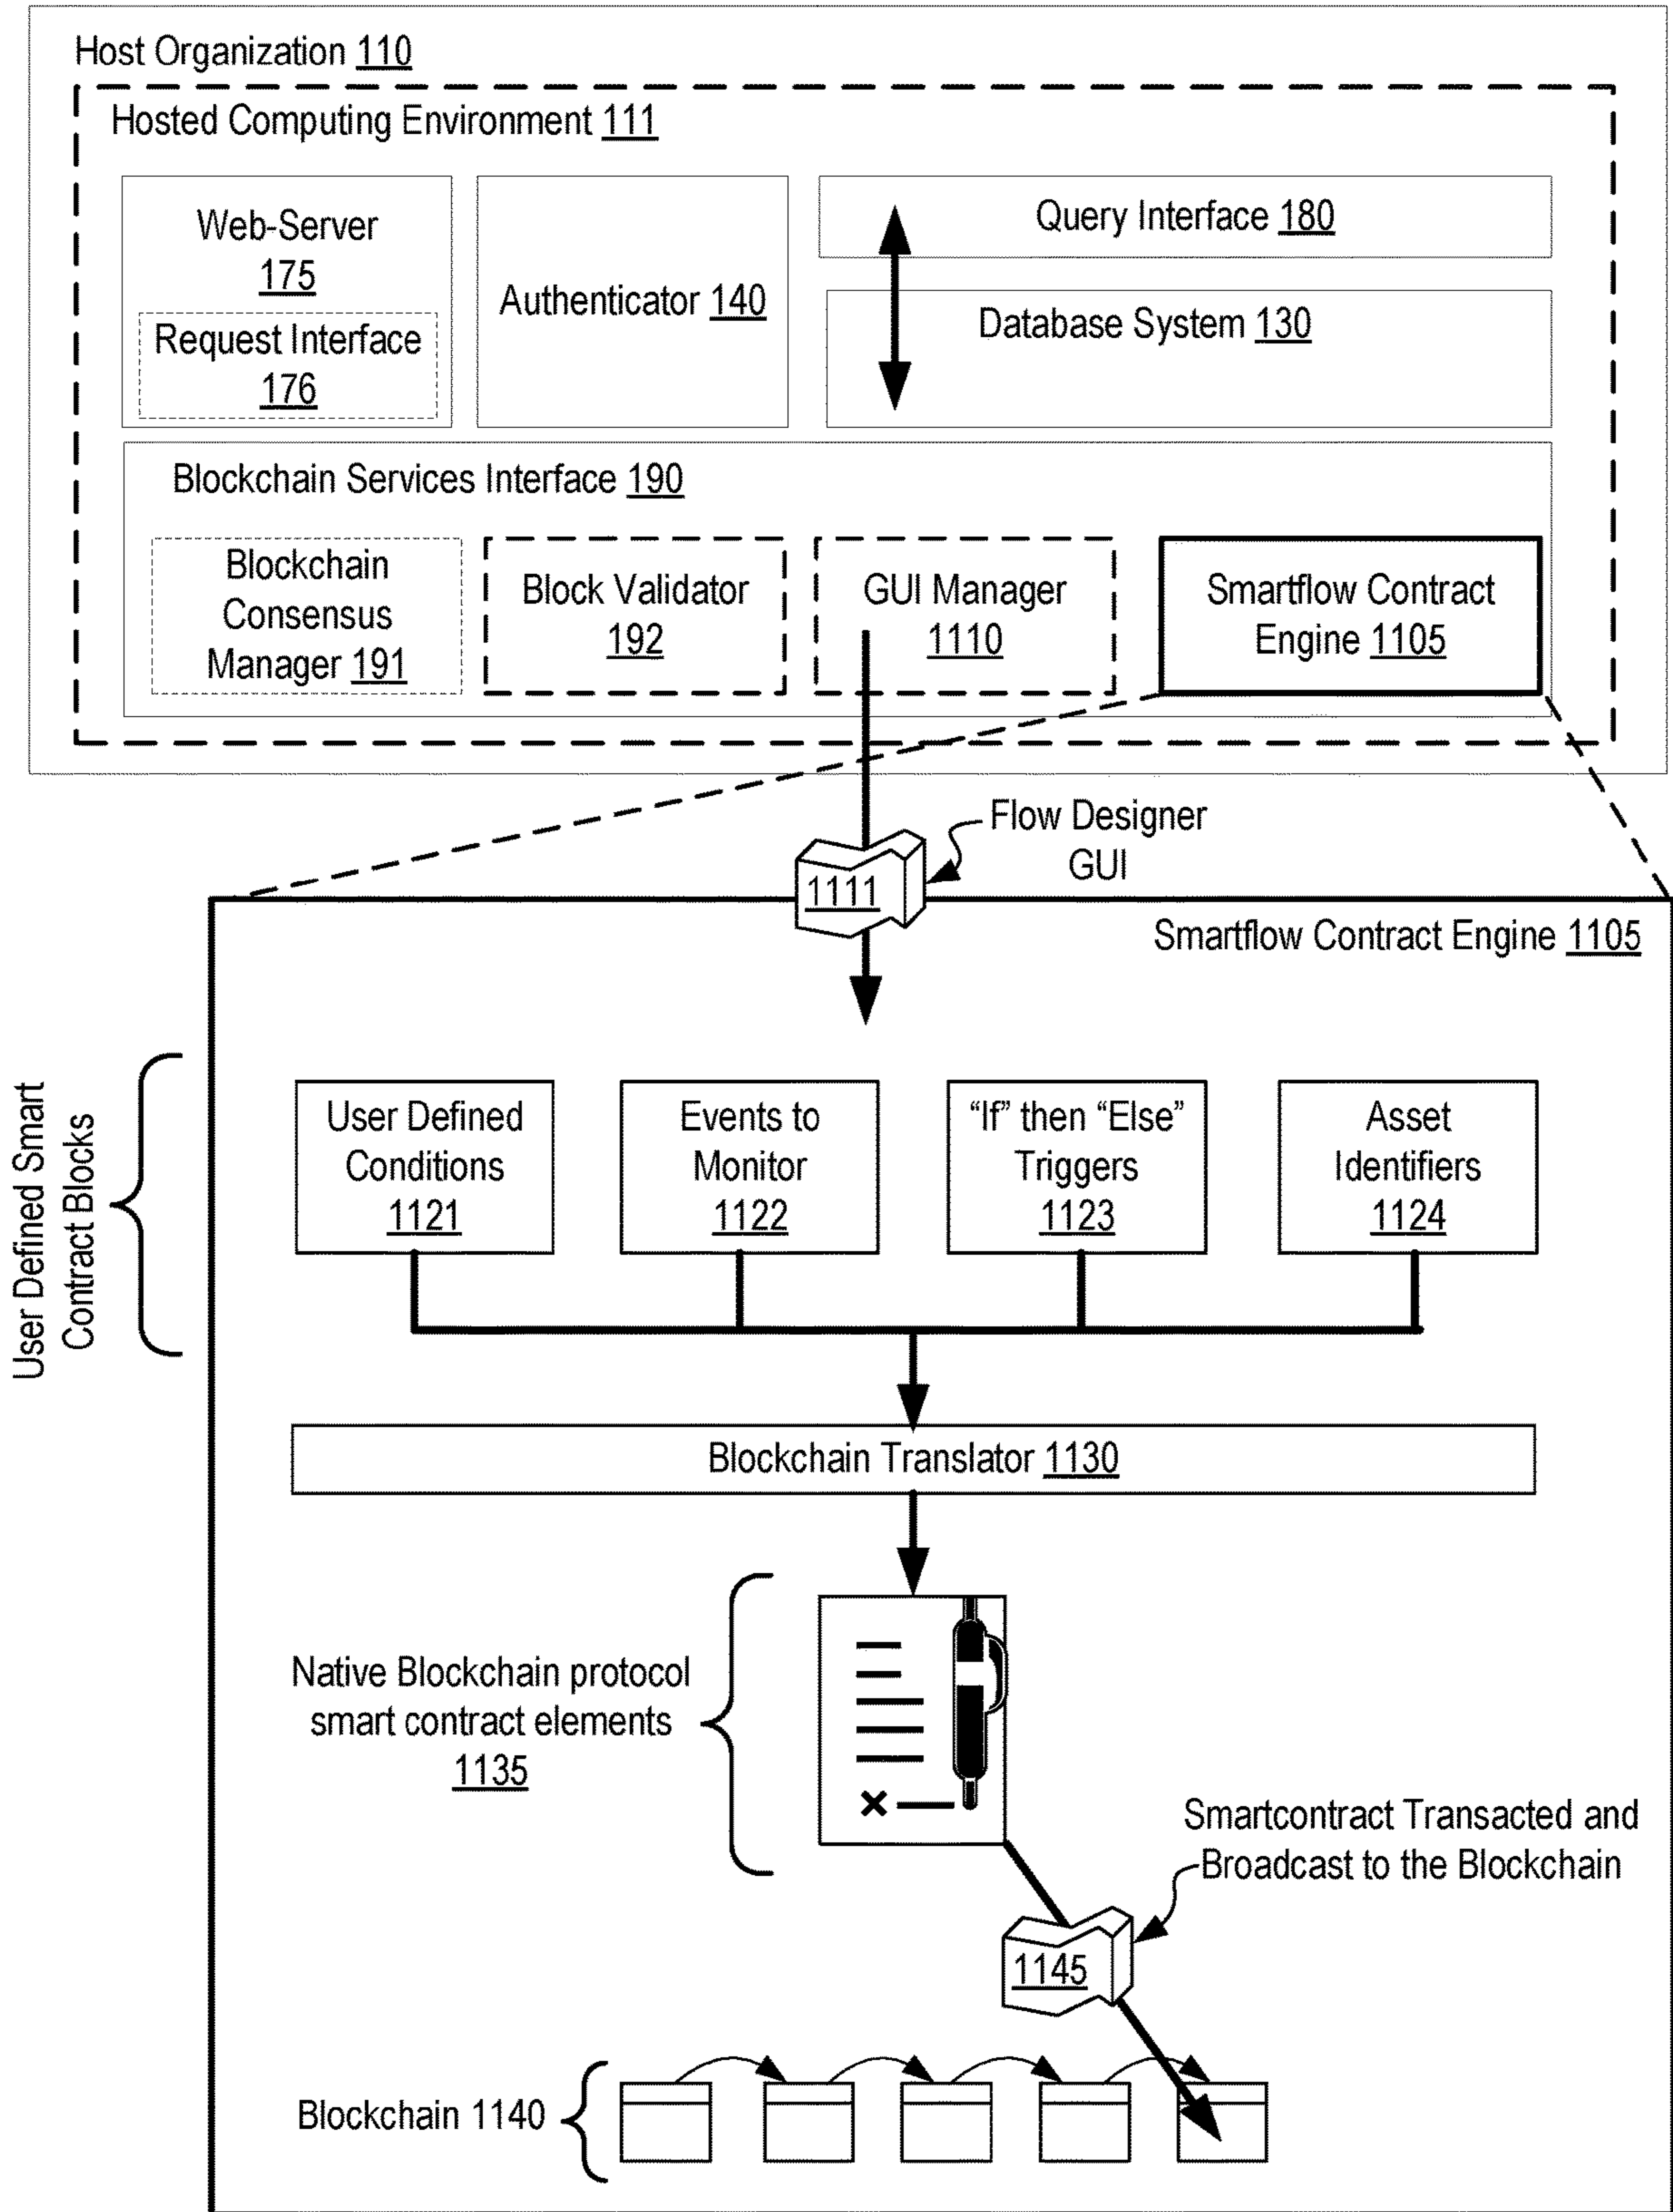 Host Organization 110
Hosted Computing Environment 111
Web-Server
175
Request Interface
176
Authenticator 140
Query Interface 180
Database System 130
Blockchain Services Interface 190
Blockchain
Consensus
Manager 191
Block Validator
192
GUI Manager
1110
Smartflow Contract
Engine 1105
Flow Designer
GUI
1111
Smartflow Contract Engine 1105
User Defined Smart
Contract Blocks
User Defined
Conditions
1121
Events to
Monitor
1122
“If” then “Else”
Triggers
1123
Asset
Identifiers
1124
Blockchain Translator 1130
Native Blockchain protocol
smart contract elements
1135
Smartcontract Transacted and
Broadcast to the Blockchain
1145
Blockchain 1140